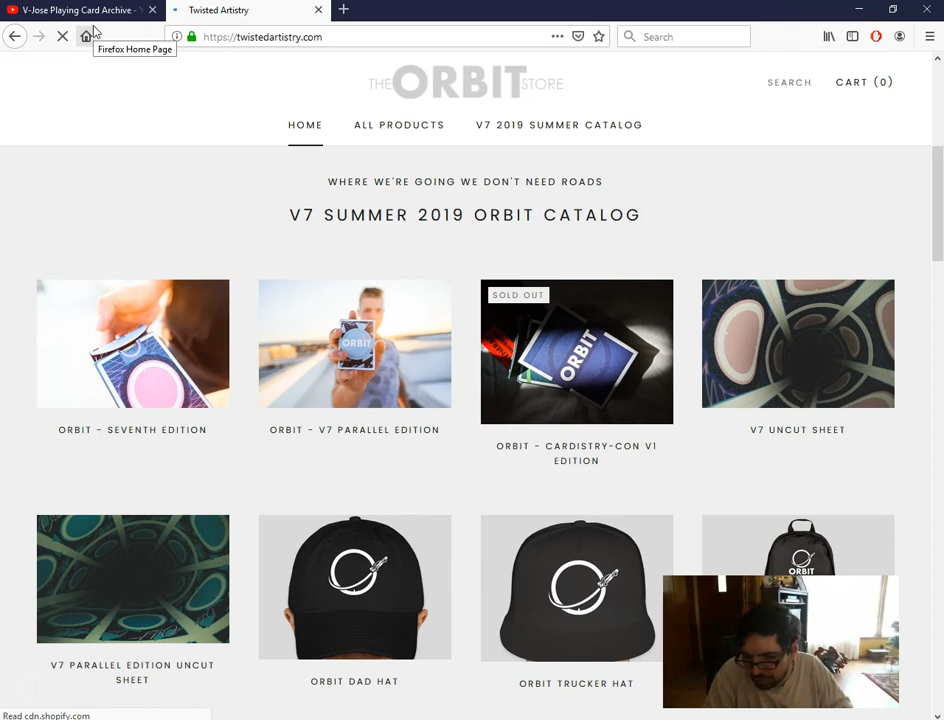 V-Jose Playing Card Archive -
Twisted Artistry
https://twistedartistry.com
Search
Firefox Home Page
THE ORBIT STORE
SEARCH
CART (0)
HOME
ALL PRODUCTS
V7 2019 SUMMER CATALOG
WHERE WE'RE GOING WE DON'T NEED ROADS
V7 SUMMER 2019 ORBIT CATALOG
ORBIT
SOLD OUT
ORBIT
ORBIT - SEVENTH EDITION
ORBIT - V7 PARALLEL EDITION
ORBIT - CARDISTRY-CON V1
EDITION
V7 UNCUT SHEET
ORBIT
V7 PARALLEL EDITION UNCUT
SHEET
ORBIT DAD HAT
ORBIT TRUCKER HAT
Read cdn.shopify.com